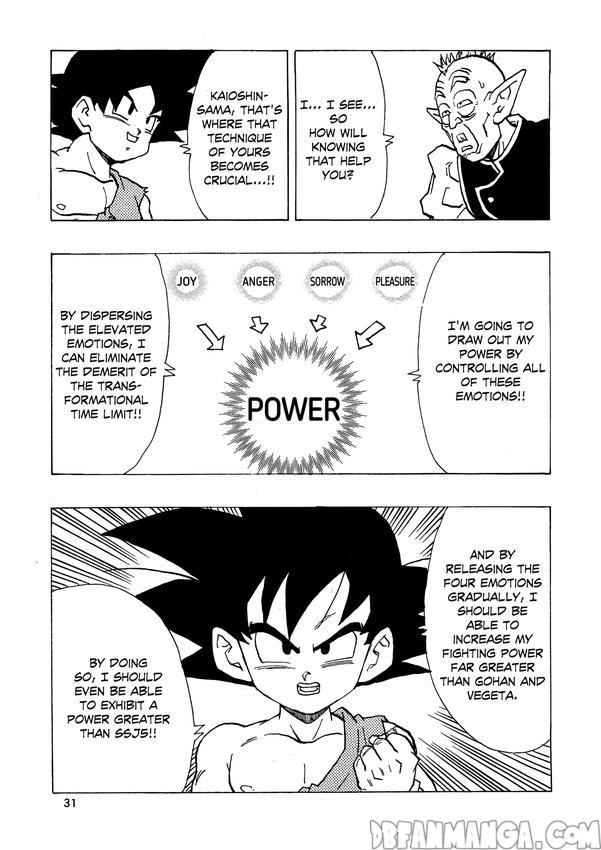 I... I SEE...
SO
HOW WILL
KNOWING
THAT HELP
YOU?
KAIOSHIN-
SAMA, THAT'S
WHERE THAT
TECHNIQUE
OF YOURS
BECOMES
CRUCIAL...!!
I'M GOING TO
DRAW OUT MY
POWER BY
CONTROLLING ALL
OF THESE
EMOTIONS!!
JOY
ANGER
SORROW
PLEASURE
POWER
BY DISPERSING
THE ELEVATED
EMOTIONS, I
CAN ELIMINATE
THE DEMERIT OF
THE TRANS-
FORMATIONAL
TIME LIMIT!!
AND BY
RELEASING THE
FOUR EMOTIONS
GRADUALLY, I
SHOULD BE
ABLE TO
INCREASE MY
FIGHTING POWER
FAR GREATER
THAN GOHAN AND
VEGETA.
BY DOING
SO, I SHOULD
EVEN BE ABLE
TO EXHIBIT A
POWER GREATER
THAN SSJ5!!
31
DBFANMANGA.COM